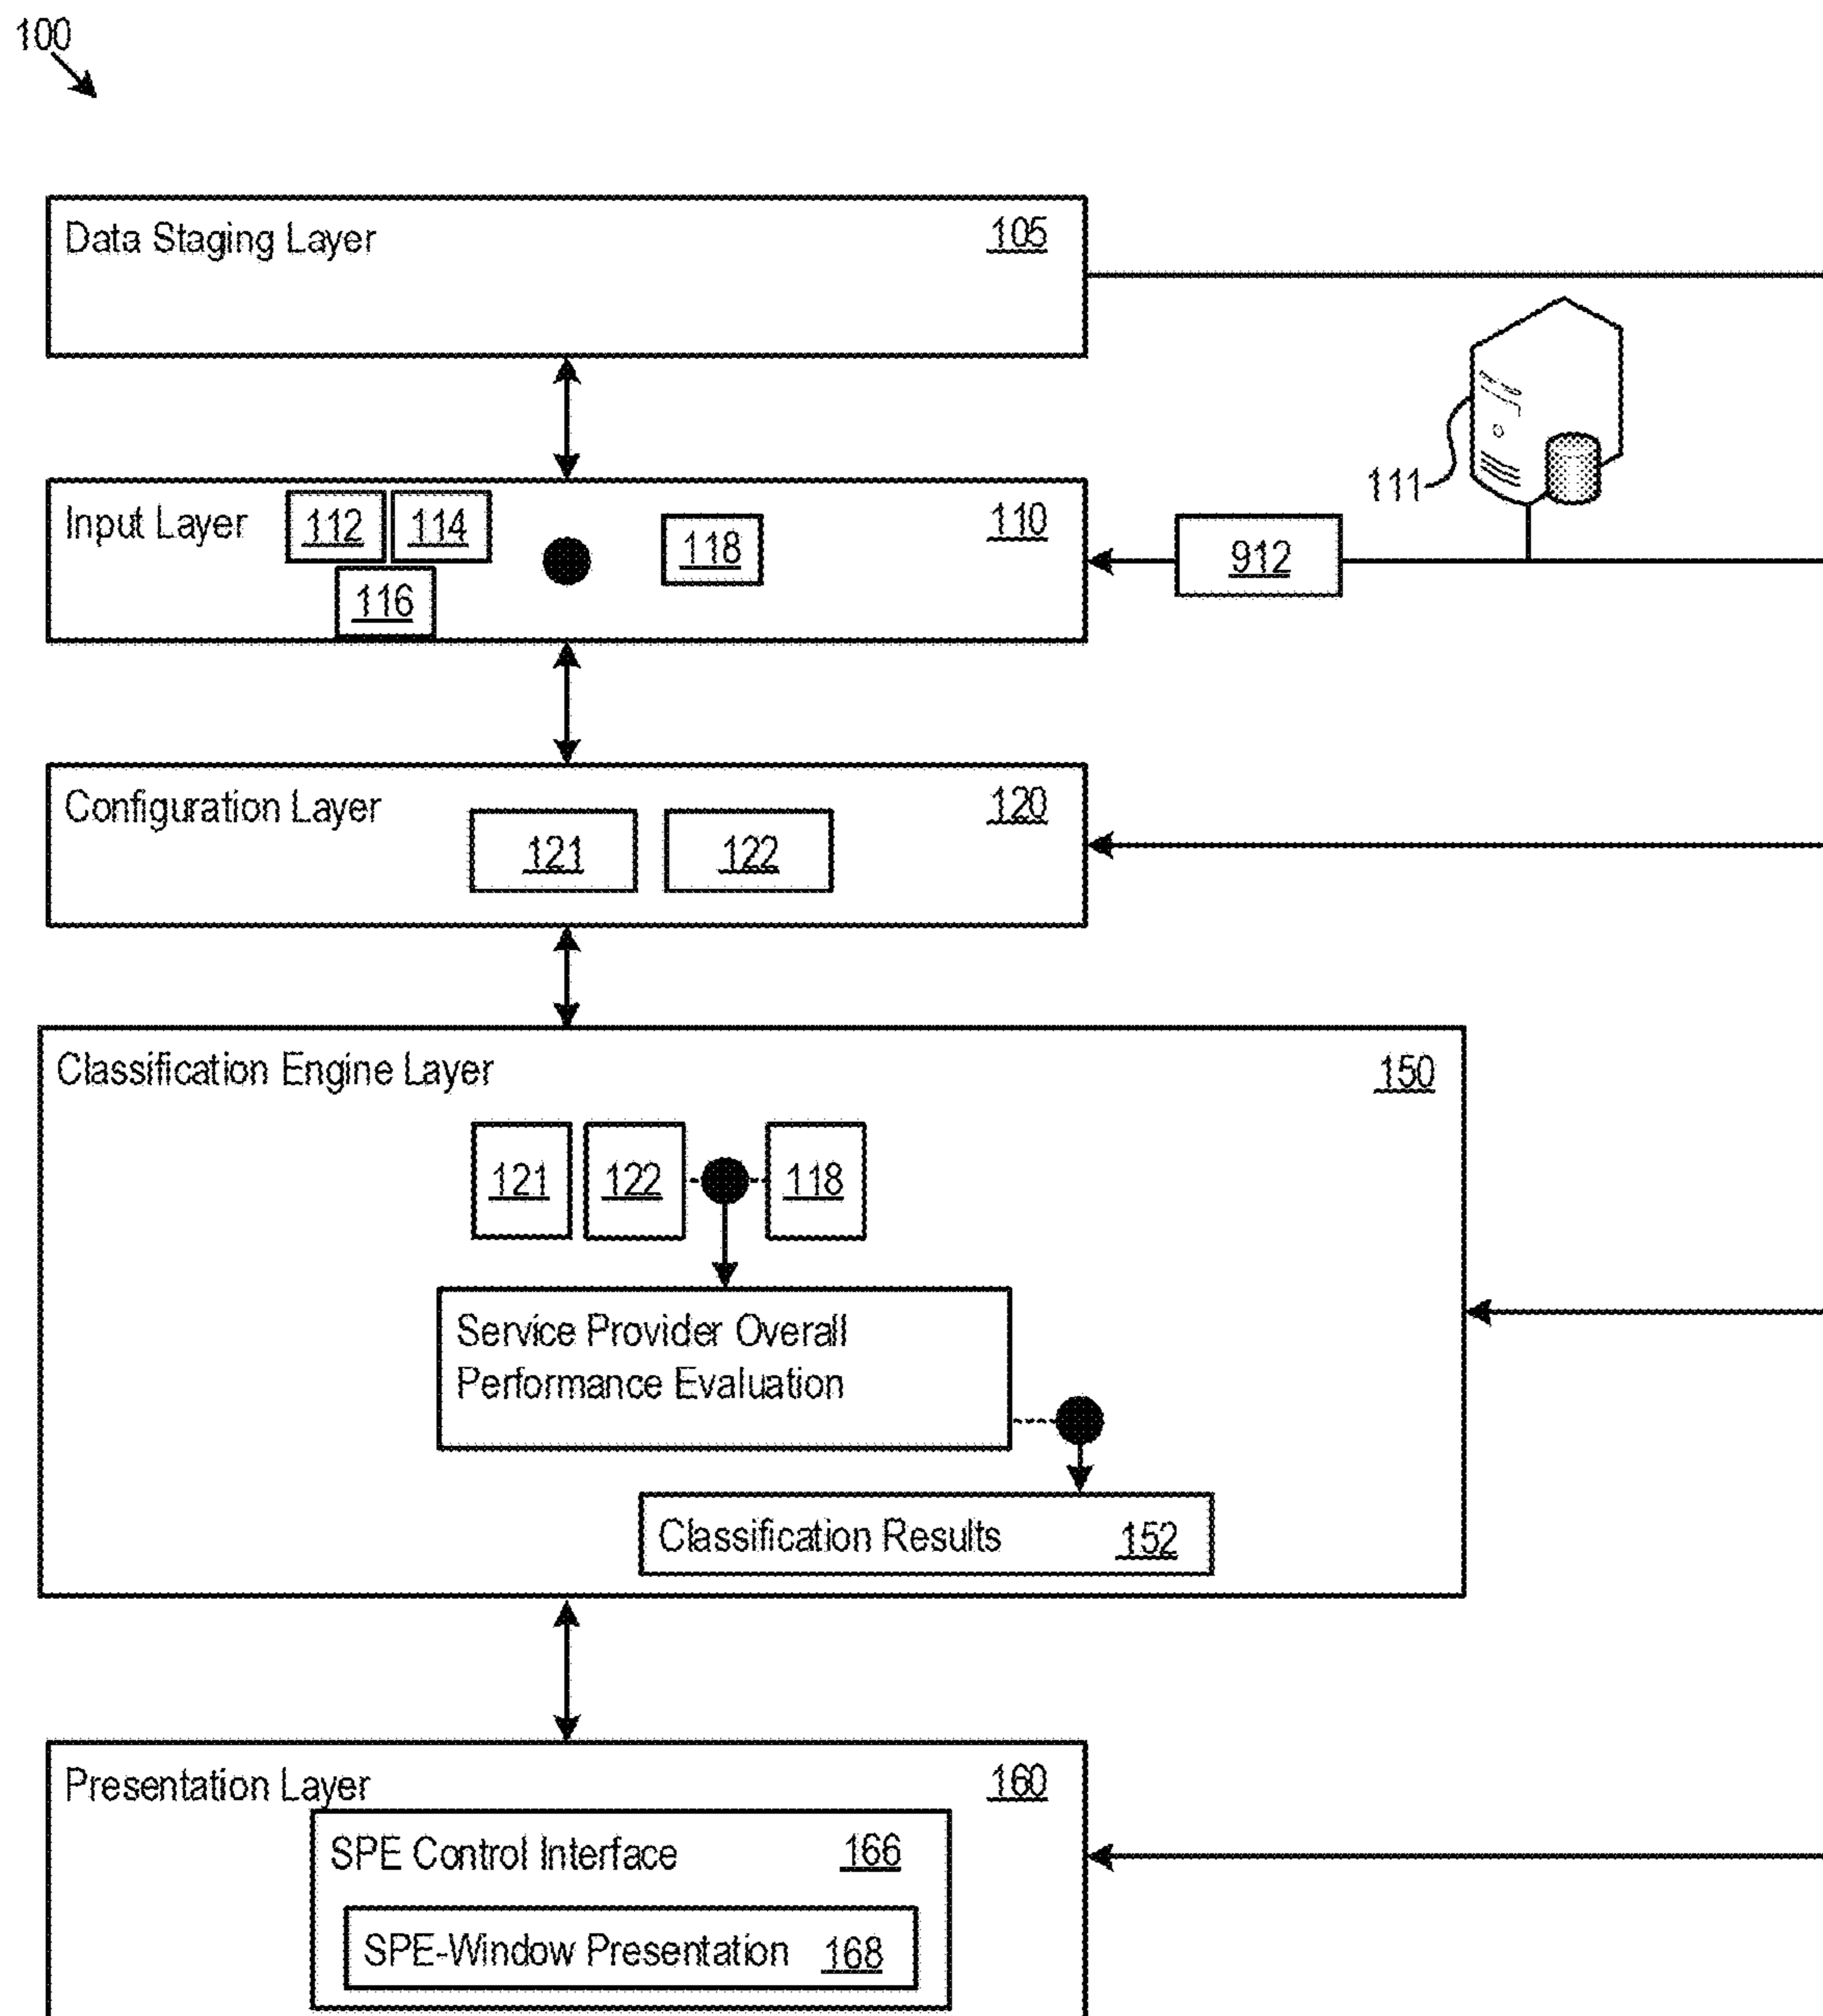 100
Data Staging Layer 105
111
Input Layer 112 114 118 110
116
912
Configuration Layer 120
121 122
Classification Engine Layer 150
121 122 118
Service Provider Overall
Performance Evaluation
Classification Results 152
Presentation Layer 160
SPE Control Interface 166
SPE-Window Presentation 168